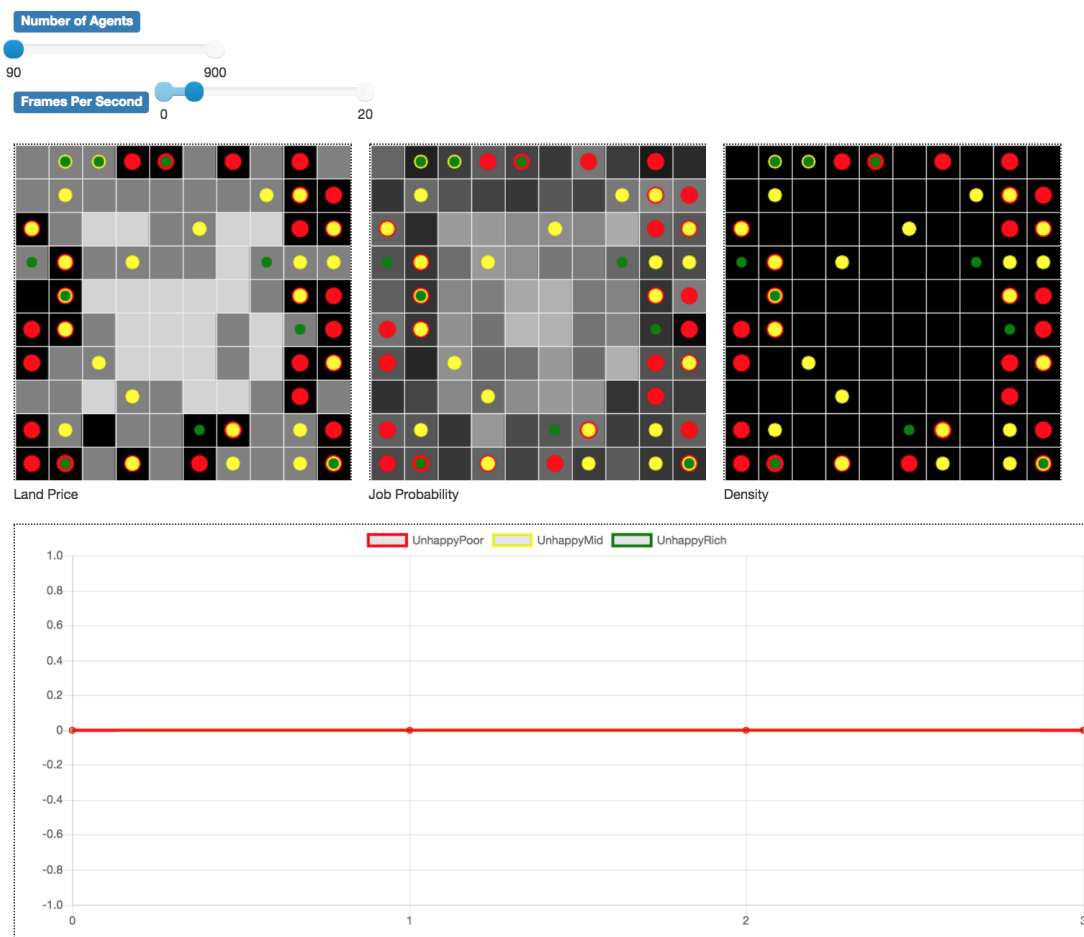 Number of Agents
90 900
Frames Per Second
0 20
Land Price Job Probability Density
UnhappyPoor UnhappyMid UnhappyRich
1.0
0.8
0.6
0.4
0.2
0
-0.2
-0.4
-0.6
-0.8
-1.0
0 1 2 3